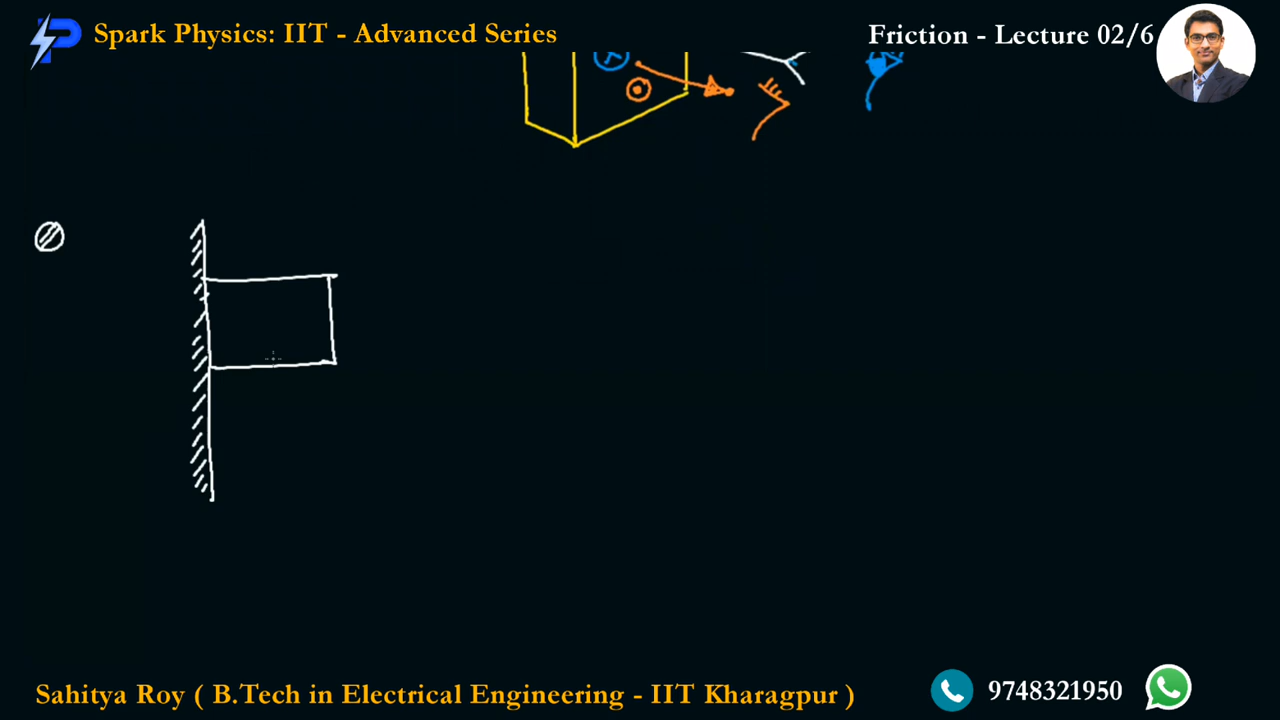 Spark Physics: IIT - Advanced Series
Friction - Lecture 02/6
Sahitya Roy ( B.Tech in Electrical Engineering - IIT Kharagpur )
9748321950